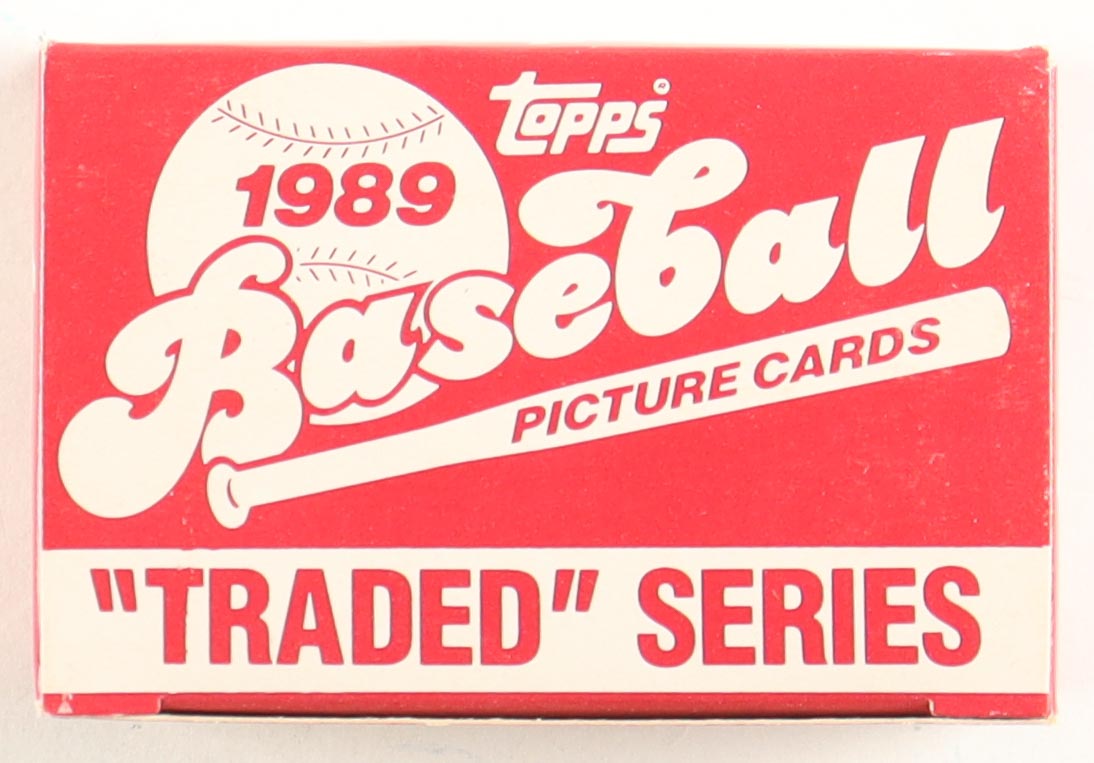 topps®
1989
Baseball
PICTURE CARDS
"TRADED" SERIES